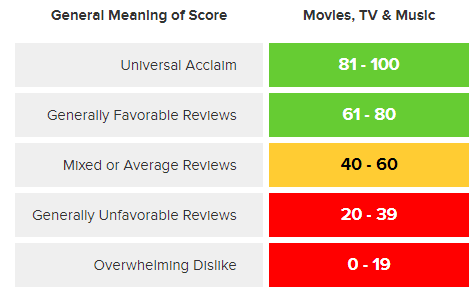 General Meaning of Score Movies, TV & Music
Universal Acclaim 81 - 100
Generally Favorable Reviews 61 - 80
Mixed or Average Reviews 40 - 60
Generally Unfavorable Reviews 20 - 39
Overwhelming Dislike 0 - 19